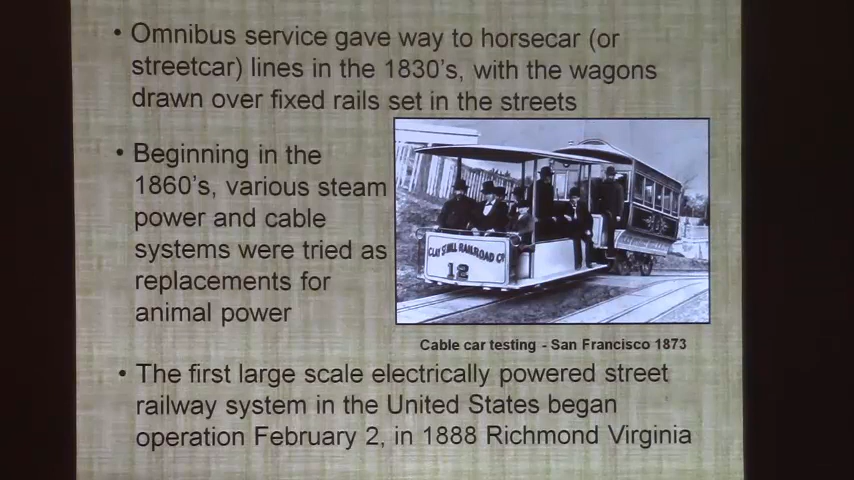 • Omnibus service gave way to horsecar (or
streetcar) lines in the 1830's, with the wagons
drawn over fixed rails set in the streets
• Beginning in the
1860's, various steam
power and cable
systems were tried as
replacements for
animal power
CLAY ST. HILL RAILROAD CO.
12
Cable car testing - San Francisco 1873
• The first large scale electrically powered street
railway system in the United States began
operation February 2, in 1888 Richmond Virginia